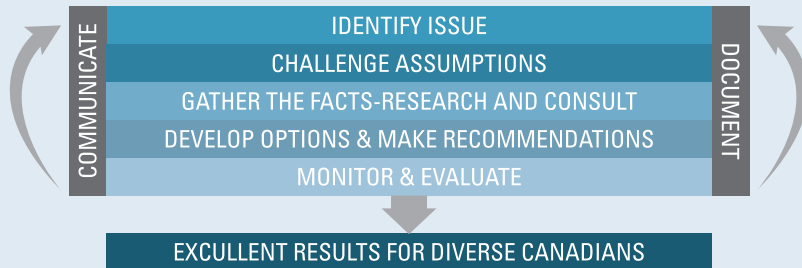 COMMUNICATE
IDENTIFY ISSUE
CHALLENGE ASSUMPTIONS
GATHER THE FACTS-RESEARCH AND CONSULT
DEVELOP OPTIONS & MAKE RECOMMENDATIONS
MONITOR & EVALUATE
DOCUMENT
EXCULLENT RESULTS FOR DIVERSE CANADIANS